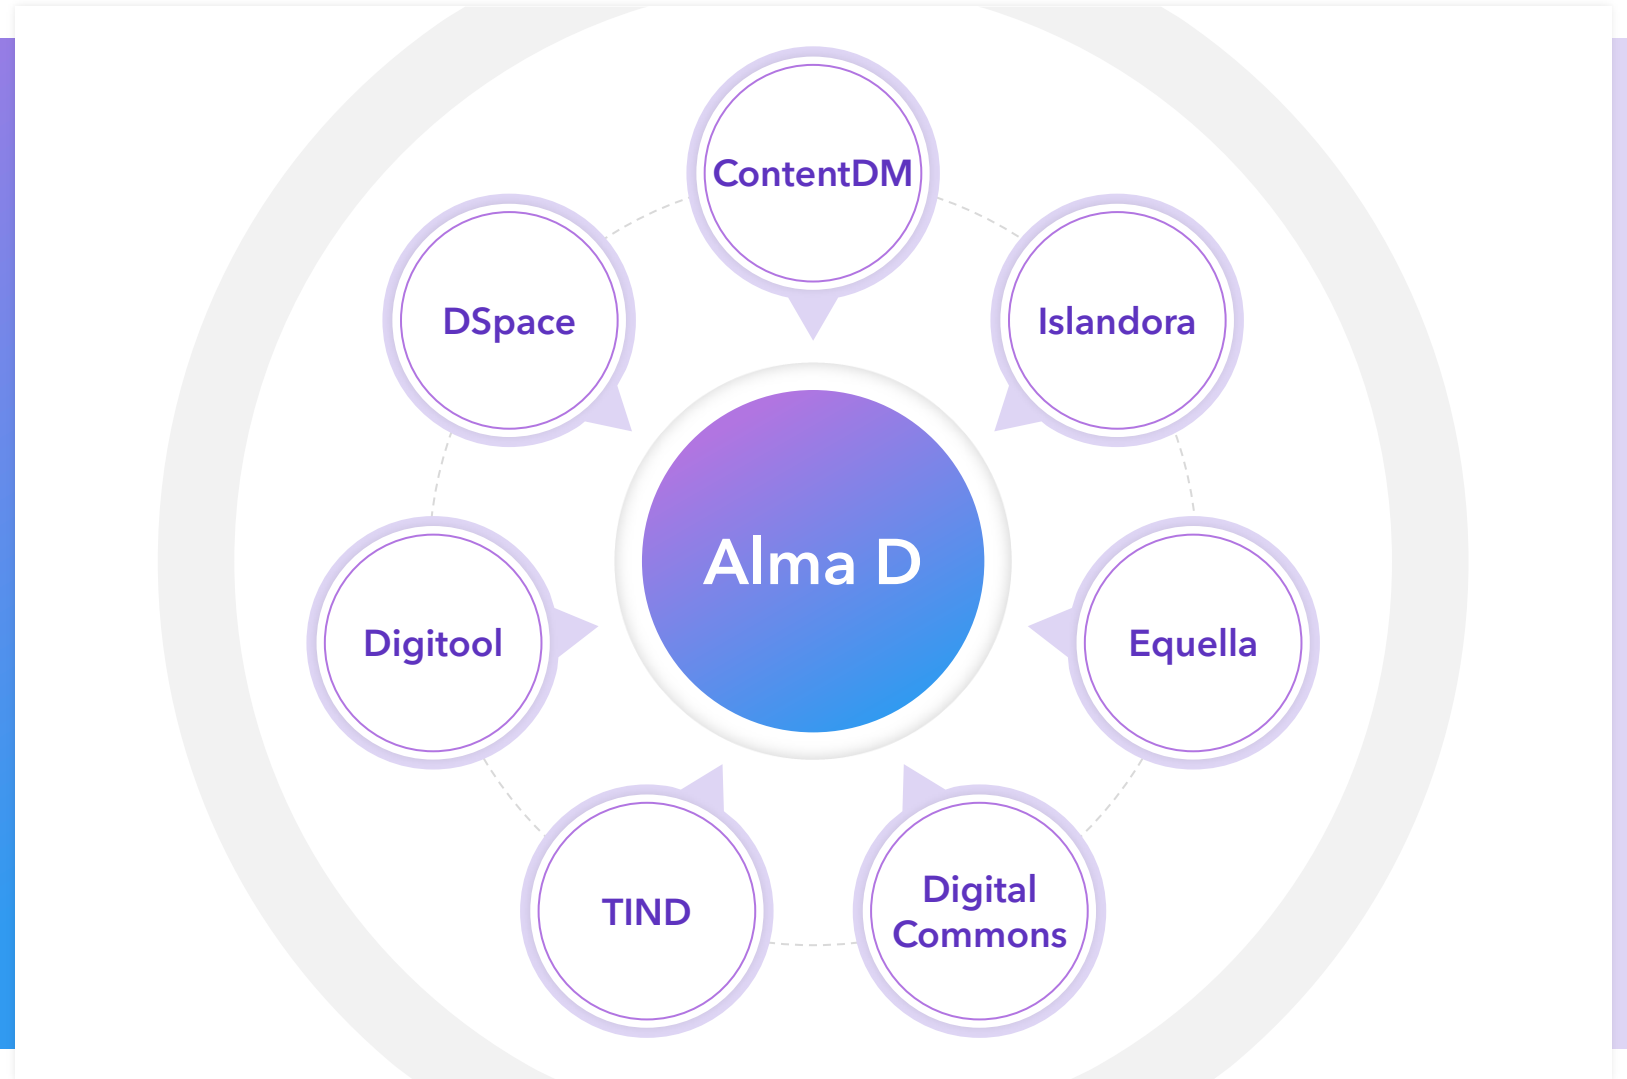 ContentDM
DSpace
Islandora
Alma D
Digitool
Equella
TIND
Digital
Commons